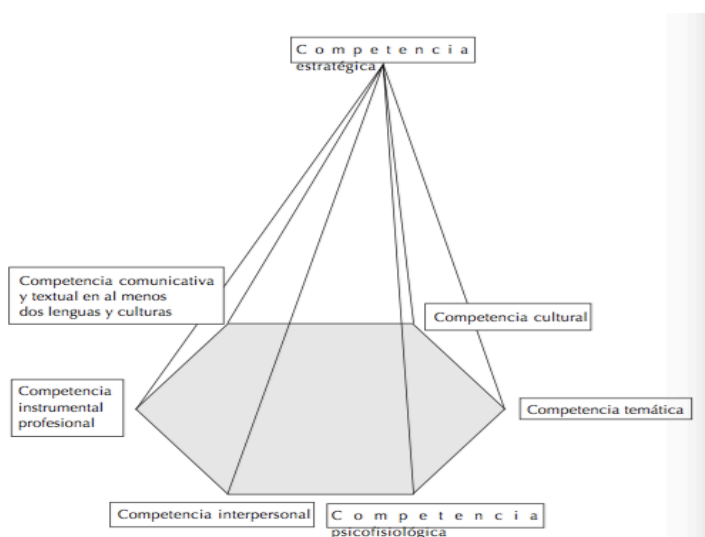 Competencia
estratégica
Competencia comunicativa
y textual en al menos
dos lenguas y culturas
Competencia cultural
Competencia
instrumental
profesional
Competencia temática
Competencia interpersonal
Competencia
psicofisiológica